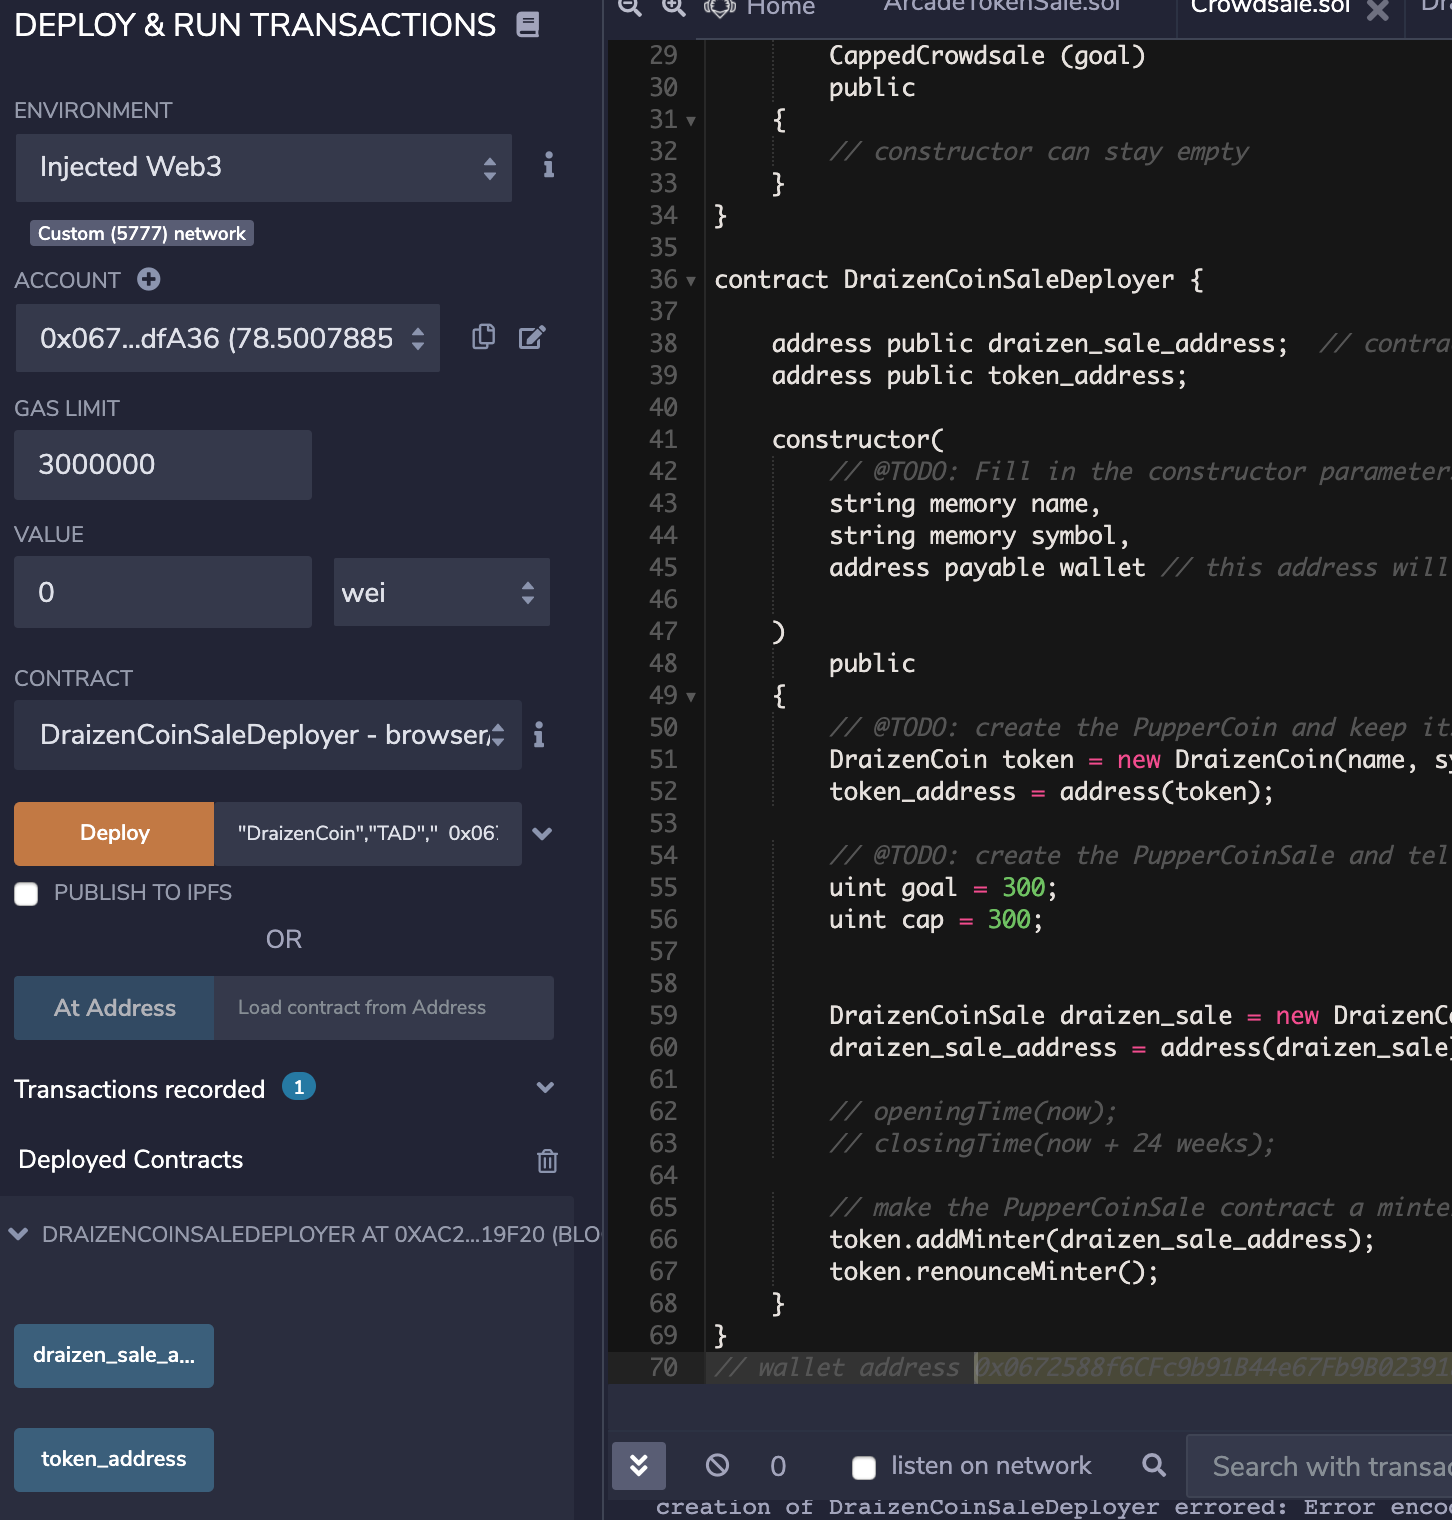 DEPLOY & RUN TRANSACTIONS
ENVIRONMENT
Injected Web3
Custom (5777) network
ACCOUNT
0x067...dfA36 (78.5007885
GAS LIMIT
3000000
VALUE
0
wei
CONTRACT
DraizenCoinSaleDeployer - browser/
Deploy
"DraizenCoin","TAD"," 0x067
PUBLISH TO IPFS
OR
At Address
Load contract from Address
Transactions recorded 1
Deployed Contracts
DRAIZENCOINSALEDEPLOYER AT 0XAC2...19F20 (BLO
draizen_sale_a...
token_address
Home
ArcadeTokenSale.sol
Crowdsale.sol
29 CappedCrowdsale (goal)
30 public
31 {
32 // constructor can stay empty
33 }
34 }
35
36 contract DraizenCoinSaleDeployer {
37
38 address public draizen_sale_address; // contra
39 address public token_address;
40
41 constructor(
42 // @TODO: Fill in the constructor parameter
43 string memory name,
44 string memory symbol,
45 address payable wallet // this address will
46
47 )
48 public
49 {
50 // @TODO: create the PupperCoin and keep it
51 DraizenCoin token = new DraizenCoin(name, sy
52 token_address = address(token);
53
54 // @TODO: create the PupperCoinSale and tel
55 uint goal = 300;
56 uint cap = 300;
57
58
59 DraizenCoinSale draizen_sale = new DraizenCo
60 draizen_sale_address = address(draizen_sale)
61
62 // openingTime(now);
63 // closingTime(now + 24 weeks);
64
65 // make the PupperCoinSale contract a minte
66 token.addMinter(draizen_sale_address);
67 token.renounceMinter();
68 }
69 }
70 // wallet address 0x0672588f6CFc9b91B44e67Fb9B02391
0
listen on network
Search with transac
creation of DraizenCoinSaleDeployer errored: Error enco